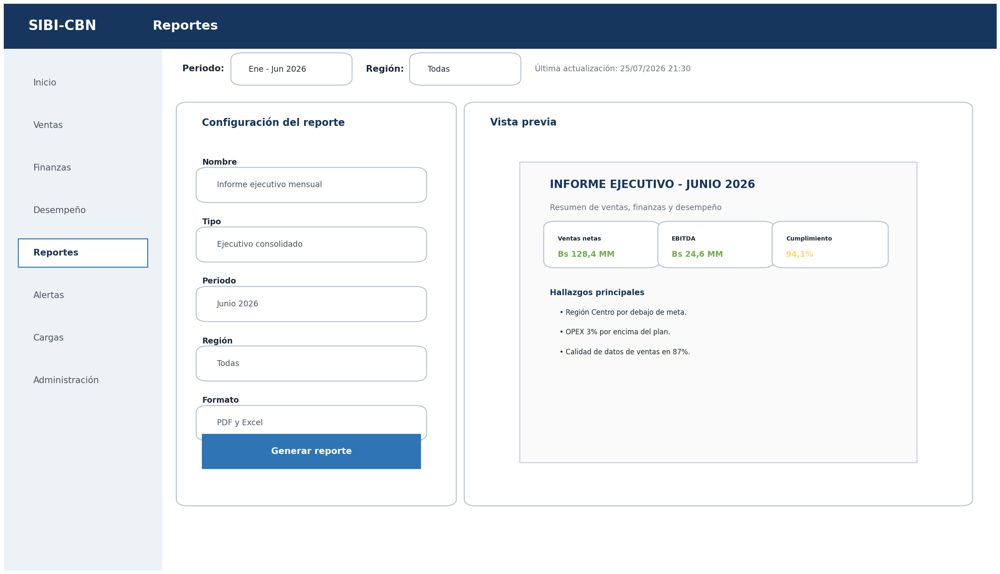 SIBI-CBN Reportes
Periodo: Ene - Jun 2026 Región: Todas Última actualización: 25/07/2026 21:30
Inicio
Ventas
Finanzas
Desempeño
Reportes
Alertas
Cargas
Administración
Configuración del reporte
Nombre
Informe ejecutivo mensual
Tipo
Ejecutivo consolidado
Periodo
Junio 2026
Región
Todas
Formato
PDF y Excel
Generar reporte
Vista previa
INFORME EJECUTIVO - JUNIO 2026
Resumen de ventas, finanzas y desempeño
Ventas netas
Bs 128,4 MM
EBITDA
Bs 24,6 MM
Cumplimiento
94,1%
Hallazgos principales
• Región Centro por debajo de meta.
• OPEX 3% por encima del plan.
• Calidad de datos de ventas en 87%.